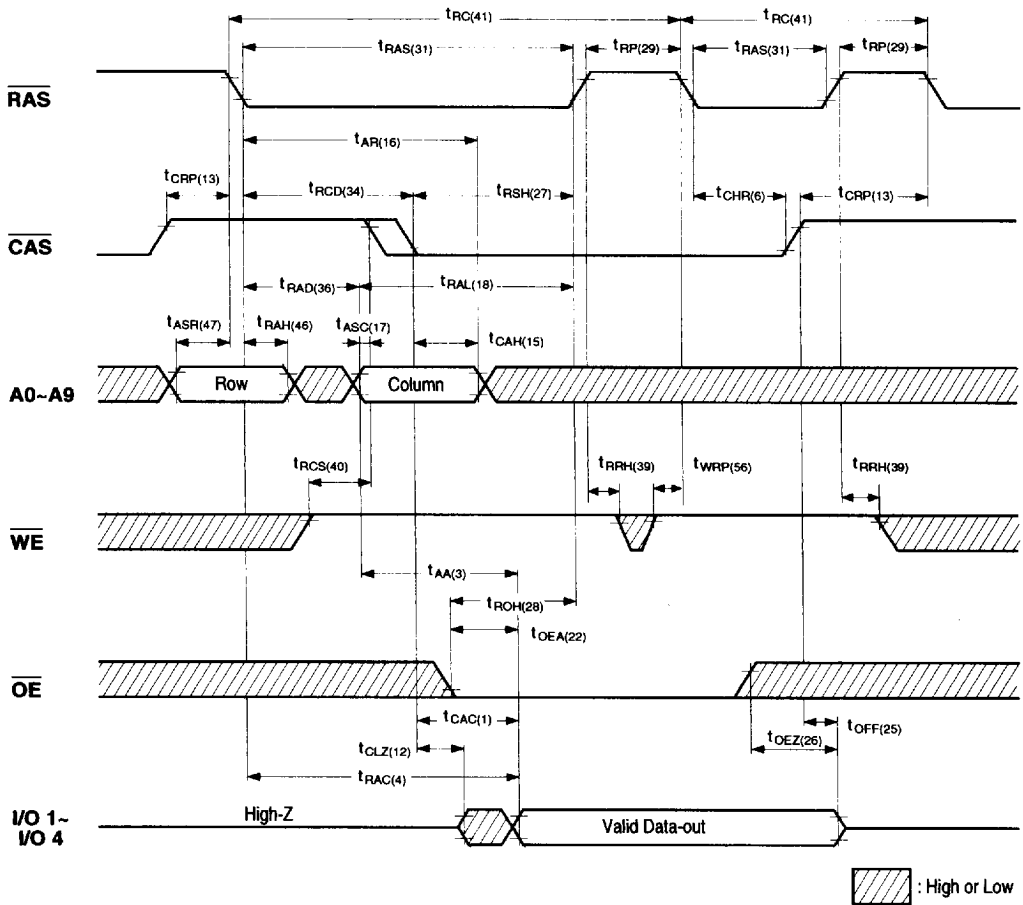 tRC(41) tRC(41)
tRAS(31) tRP(29) tRAS(31) tRP(29)
RAS
tAR(16)
tCRP(13) tRCD(34) tRSH(27) tCHR(6) tCRP(13)
CAS
tRAD(36) tRAL(18)
tASR(47) tRAH(46) tASC(17) tCAH(15)
A0~A9 Row Column
tRCS(40) tRRH(39) tWRP(56) tRRH(39)
WE
tAA(3)
tROH(28)
tOEA(22)
OE
tCAC(1) tOFF(25)
tCLZ(12) tOEZ(26)
tRAC(4)
I/O 1~ High-Z Valid Data-out
I/O 4
: High or Low